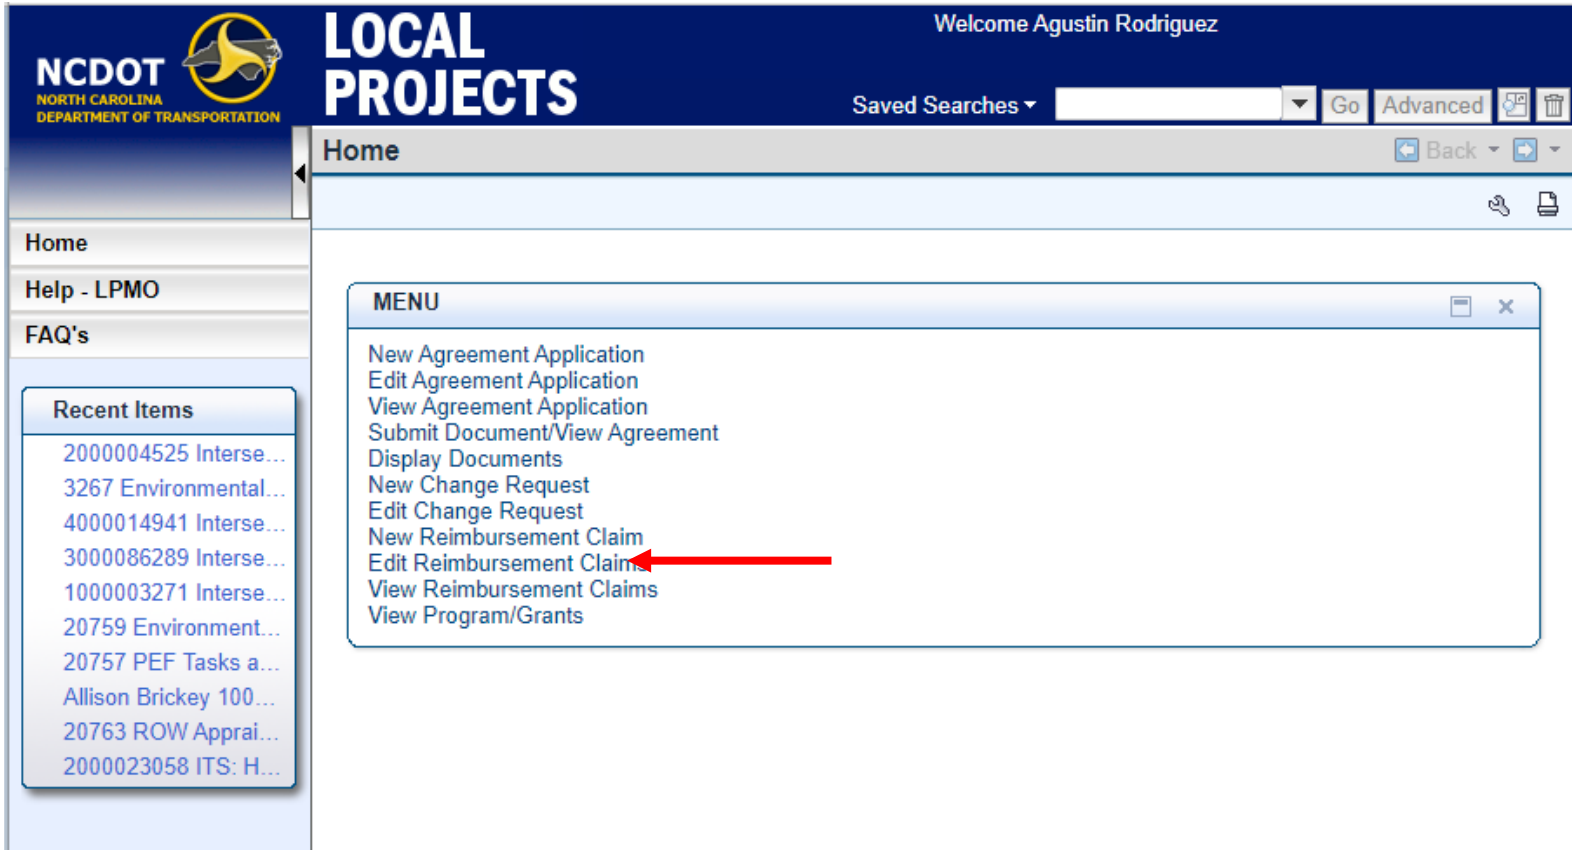 Welcome Agustin Rodriguez
NCDOT
NORTH CAROLINA
DEPARTMENT OF TRANSPORTATION
LOCAL
PROJECTS
Saved Searches
Go
Advanced
Home
Back
Home
Help - LPMO
FAQ's
Recent Items
2000004525 Interse...
3267 Environmental...
4000014941 Interse...
3000086289 Interse...
1000003271 Interse...
20759 Environment...
20757 PEF Tasks a...
Allison Brickey 100...
20763 ROW Apprai...
2000023058 ITS: H...
MENU
New Agreement Application
Edit Agreement Application
View Agreement Application
Submit Document/View Agreement
Display Documents
New Change Request
Edit Change Request
New Reimbursement Claim
Edit Reimbursement Claims
View Reimbursement Claims
View Program/Grants